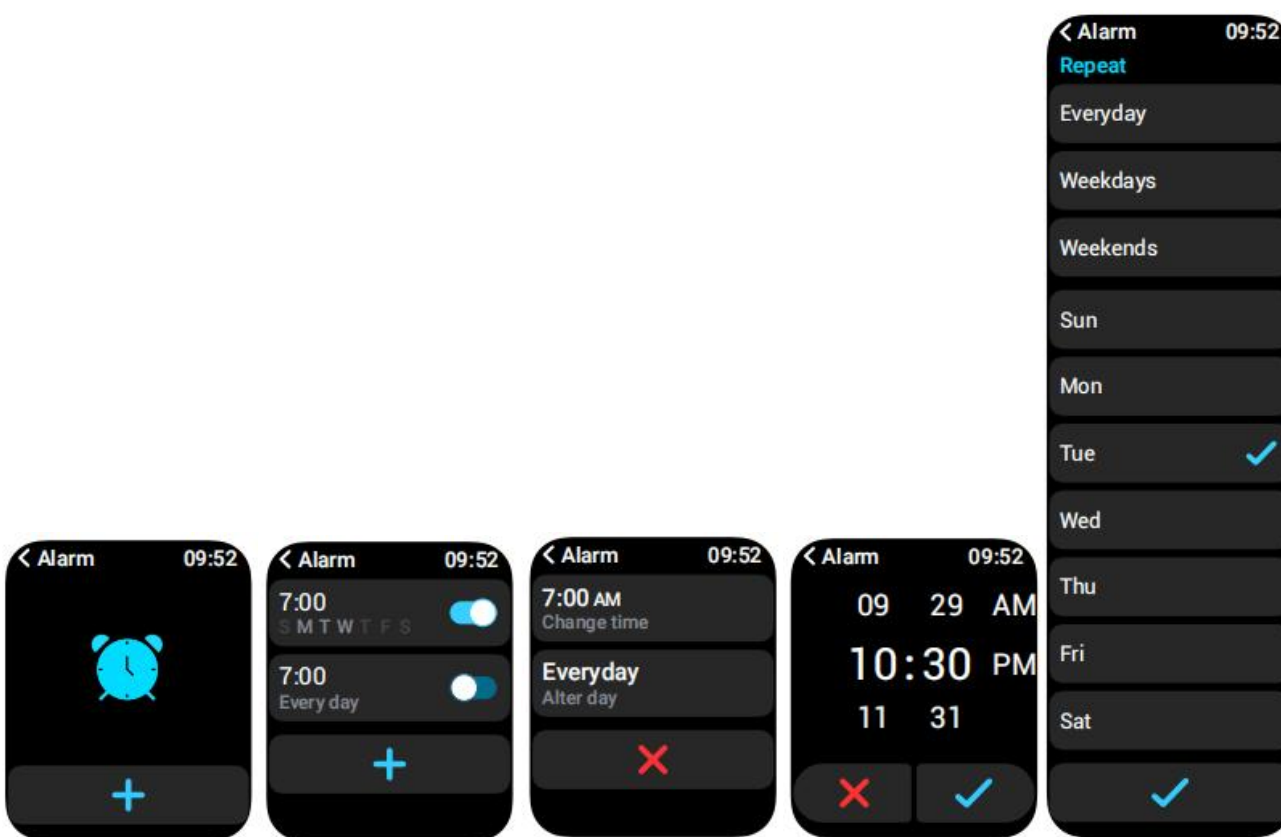 < Alarm 09:52
< Alarm 09:52
7:00
S M T W T F S
7:00
Every day
< Alarm 09:52
7:00 AM
Change time
Everyday
Alter day
< Alarm 09:52
09 29 AM
10:30 PM
11 31
< Alarm 09:52
Repeat
Everyday
Weekdays
Weekends
Sun
Mon
Tue
Wed
Thu
Fri
Sat